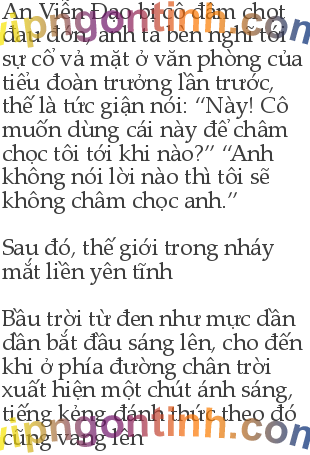 An Viễn Đạo bị cô đâm chọt
đau đớn, anh ta bèn nghĩ tới
sự cố vả mặt ở văn phòng của
tiểu đoàn trưởng lần trước,
thế là tức giận nói: “Này! Cô
muốn dùng cái này để châm
chọc tôi tới khi nào?” “Anh
không nói lời nào thì tôi sẽ
không châm chọc anh.”
Sau đó, thế giới trong nháy
mắt liền yên tĩnh
Bầu trời từ đen như mực dần
dần bắt đầu sáng lên, cho đến
khi ở phía đường chân trời
xuất hiện một chút ánh sáng,
tiếng kẻng đánh thức theo đó
cũng vang lên
vipngontinh.com
vipngontinh.com